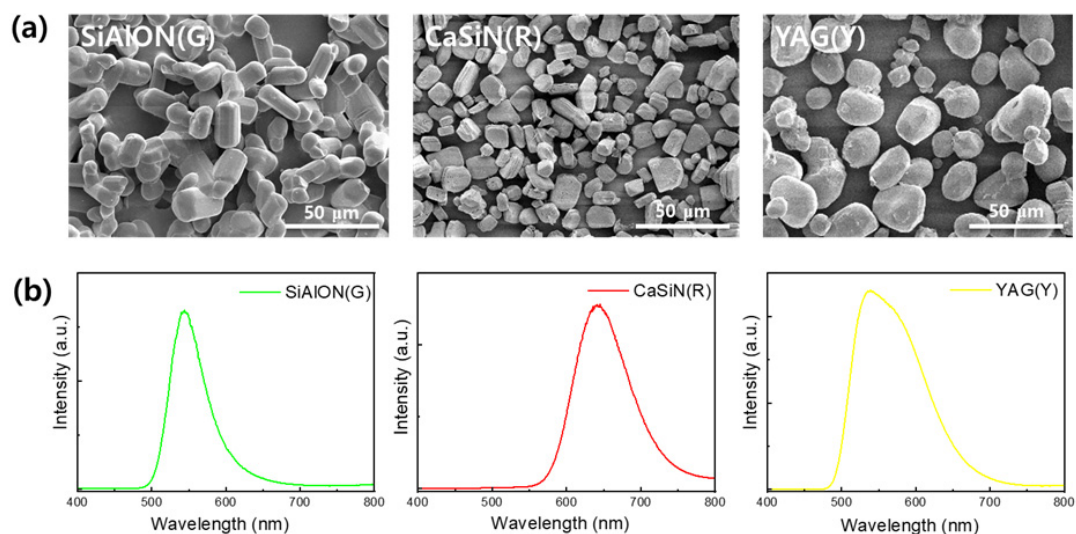 (a)
SiAlON(G)
CaSiN(R)
YAG(Y)
50 μm
50 μm
50 μm
(b)
SiAlON(G)
Intensity (a.u.)
400 500 600 700 800
Wavelength (nm)
CaSiN(R)
Intensity (a.u.)
400 500 600 700 800
Wavelength (nm)
YAG(Y)
Intensity (a.u.)
400 500 600 700 800
Wavelength (nm)